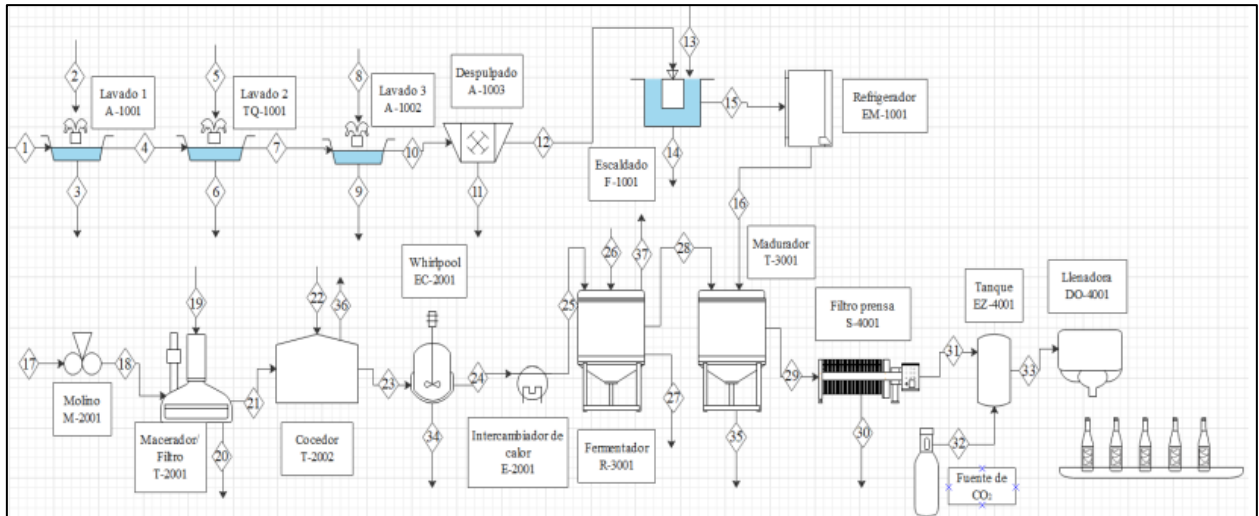 2
5
8
13
Lavado 1
A-1001
Lavado 2
TQ-1001
Lavado 3
A-1002
Despulpado
A-1003
Refrigerador
EM-1001
1
4
7
10
12
15
3
6
9
11
Escaldado
F-1001
14
16
Whirlpool
EC-2001
26
37
28
Madurador
T-3001
Tanque
EZ-4001
Llenadora
DO-4001
19
22
36
25
Filtro prensa
S-4001
17
18
21
23
24
29
31
33
Molino
M-2001
Macerador/
Filtro
T-2001
20
Cocedor
T-2002
34
Intercambiador de
calor
E-2001
Fermentador
R-3001
27
35
30
32
Fuente de
CO₂